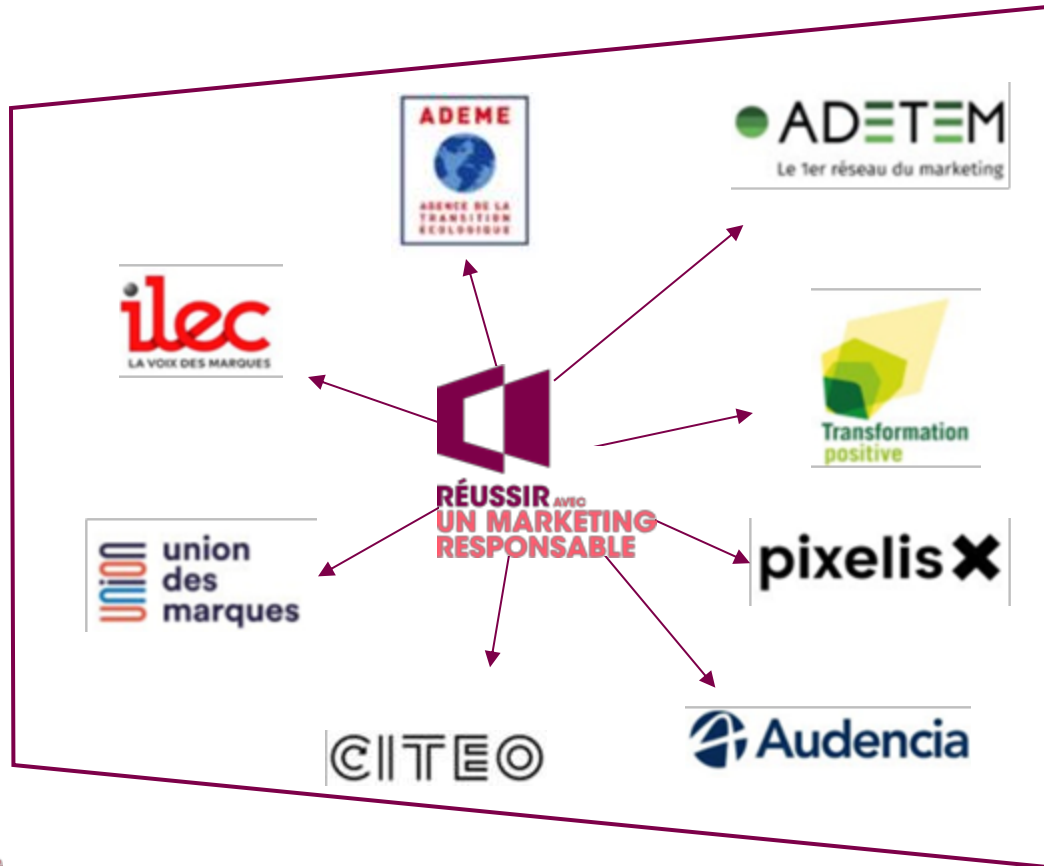 ADEME
AGENCE DE LA
TRANSITION
ÉCOLOGIQUE
ADETEM
Le 1er réseau du marketing
ilec
LA VOIX DES MARQUES
Transformation
positive
RÉUSSIR AVEC
UN MARKETING
RESPONSABLE
union
des
marques
union
pixelis X
CITEO
Audencia